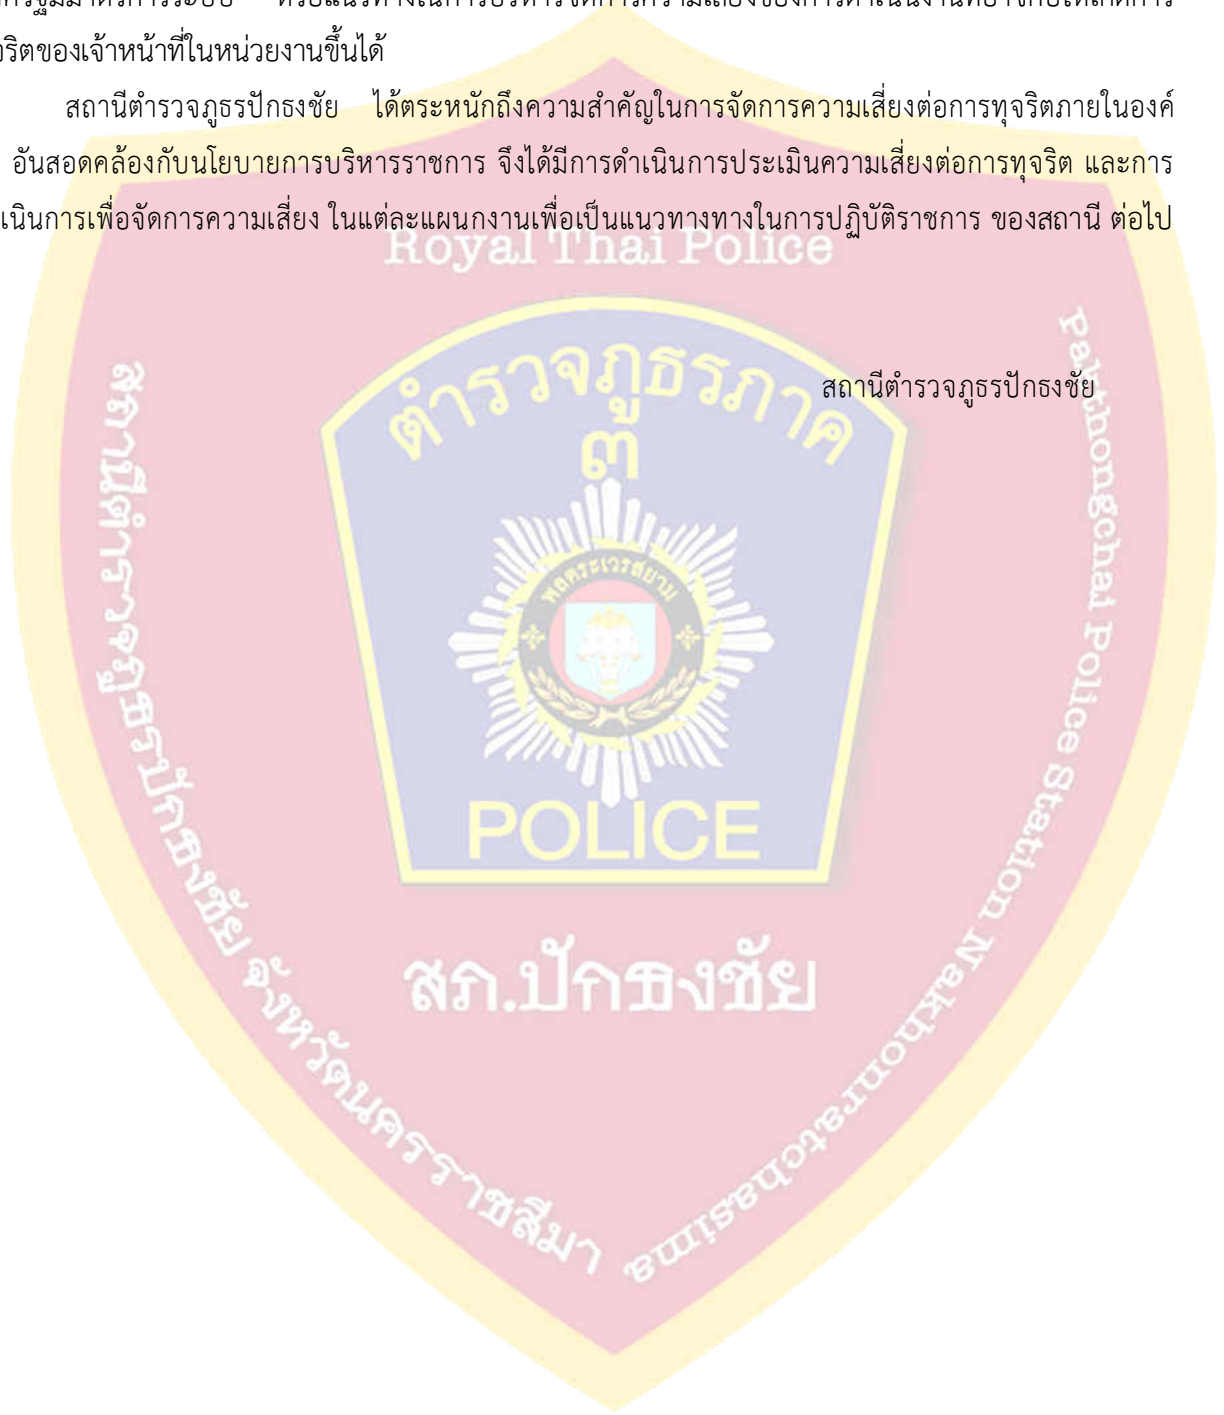 หรือแนวทางในการบริหารจัดการความเสี่ยงของการดำเนินงานที่อาจก่อให้เกิดการ
จริตของเจ้าหน้าที่ในหน่วยงานขึ้นได้
สถานีตำรวจภูธรปักธงชัย ได้ตระหนักถึงความสำคัญในการจัดการความเสี่ยงต่อการทุจริตภายในองค์
อันสอดคล้องกับนโยบายการบริหารราชการ จึงได้มีการดำเนินการประเมินความเสี่ยงต่อการทุจริต และการ
เนินการเพื่อจัดการความเสี่ยง ในแต่ละแผนกงานเพื่อเป็นแนวทางทางในการปฏิบัติราชการ ของสถานี ต่อไป
Royal Thai Police
สถานีตำรวจภูธรปักธงชัย
ตำรวจภูธรภาค
๓
พลตระเวรสยาม
POLICE
สภ.ปักธงชัย
สถานีตำรวจภูธรปักธงชัย จังหวัดนครราชสีมา
Pakthongchai Police Station Nakhonratchasima